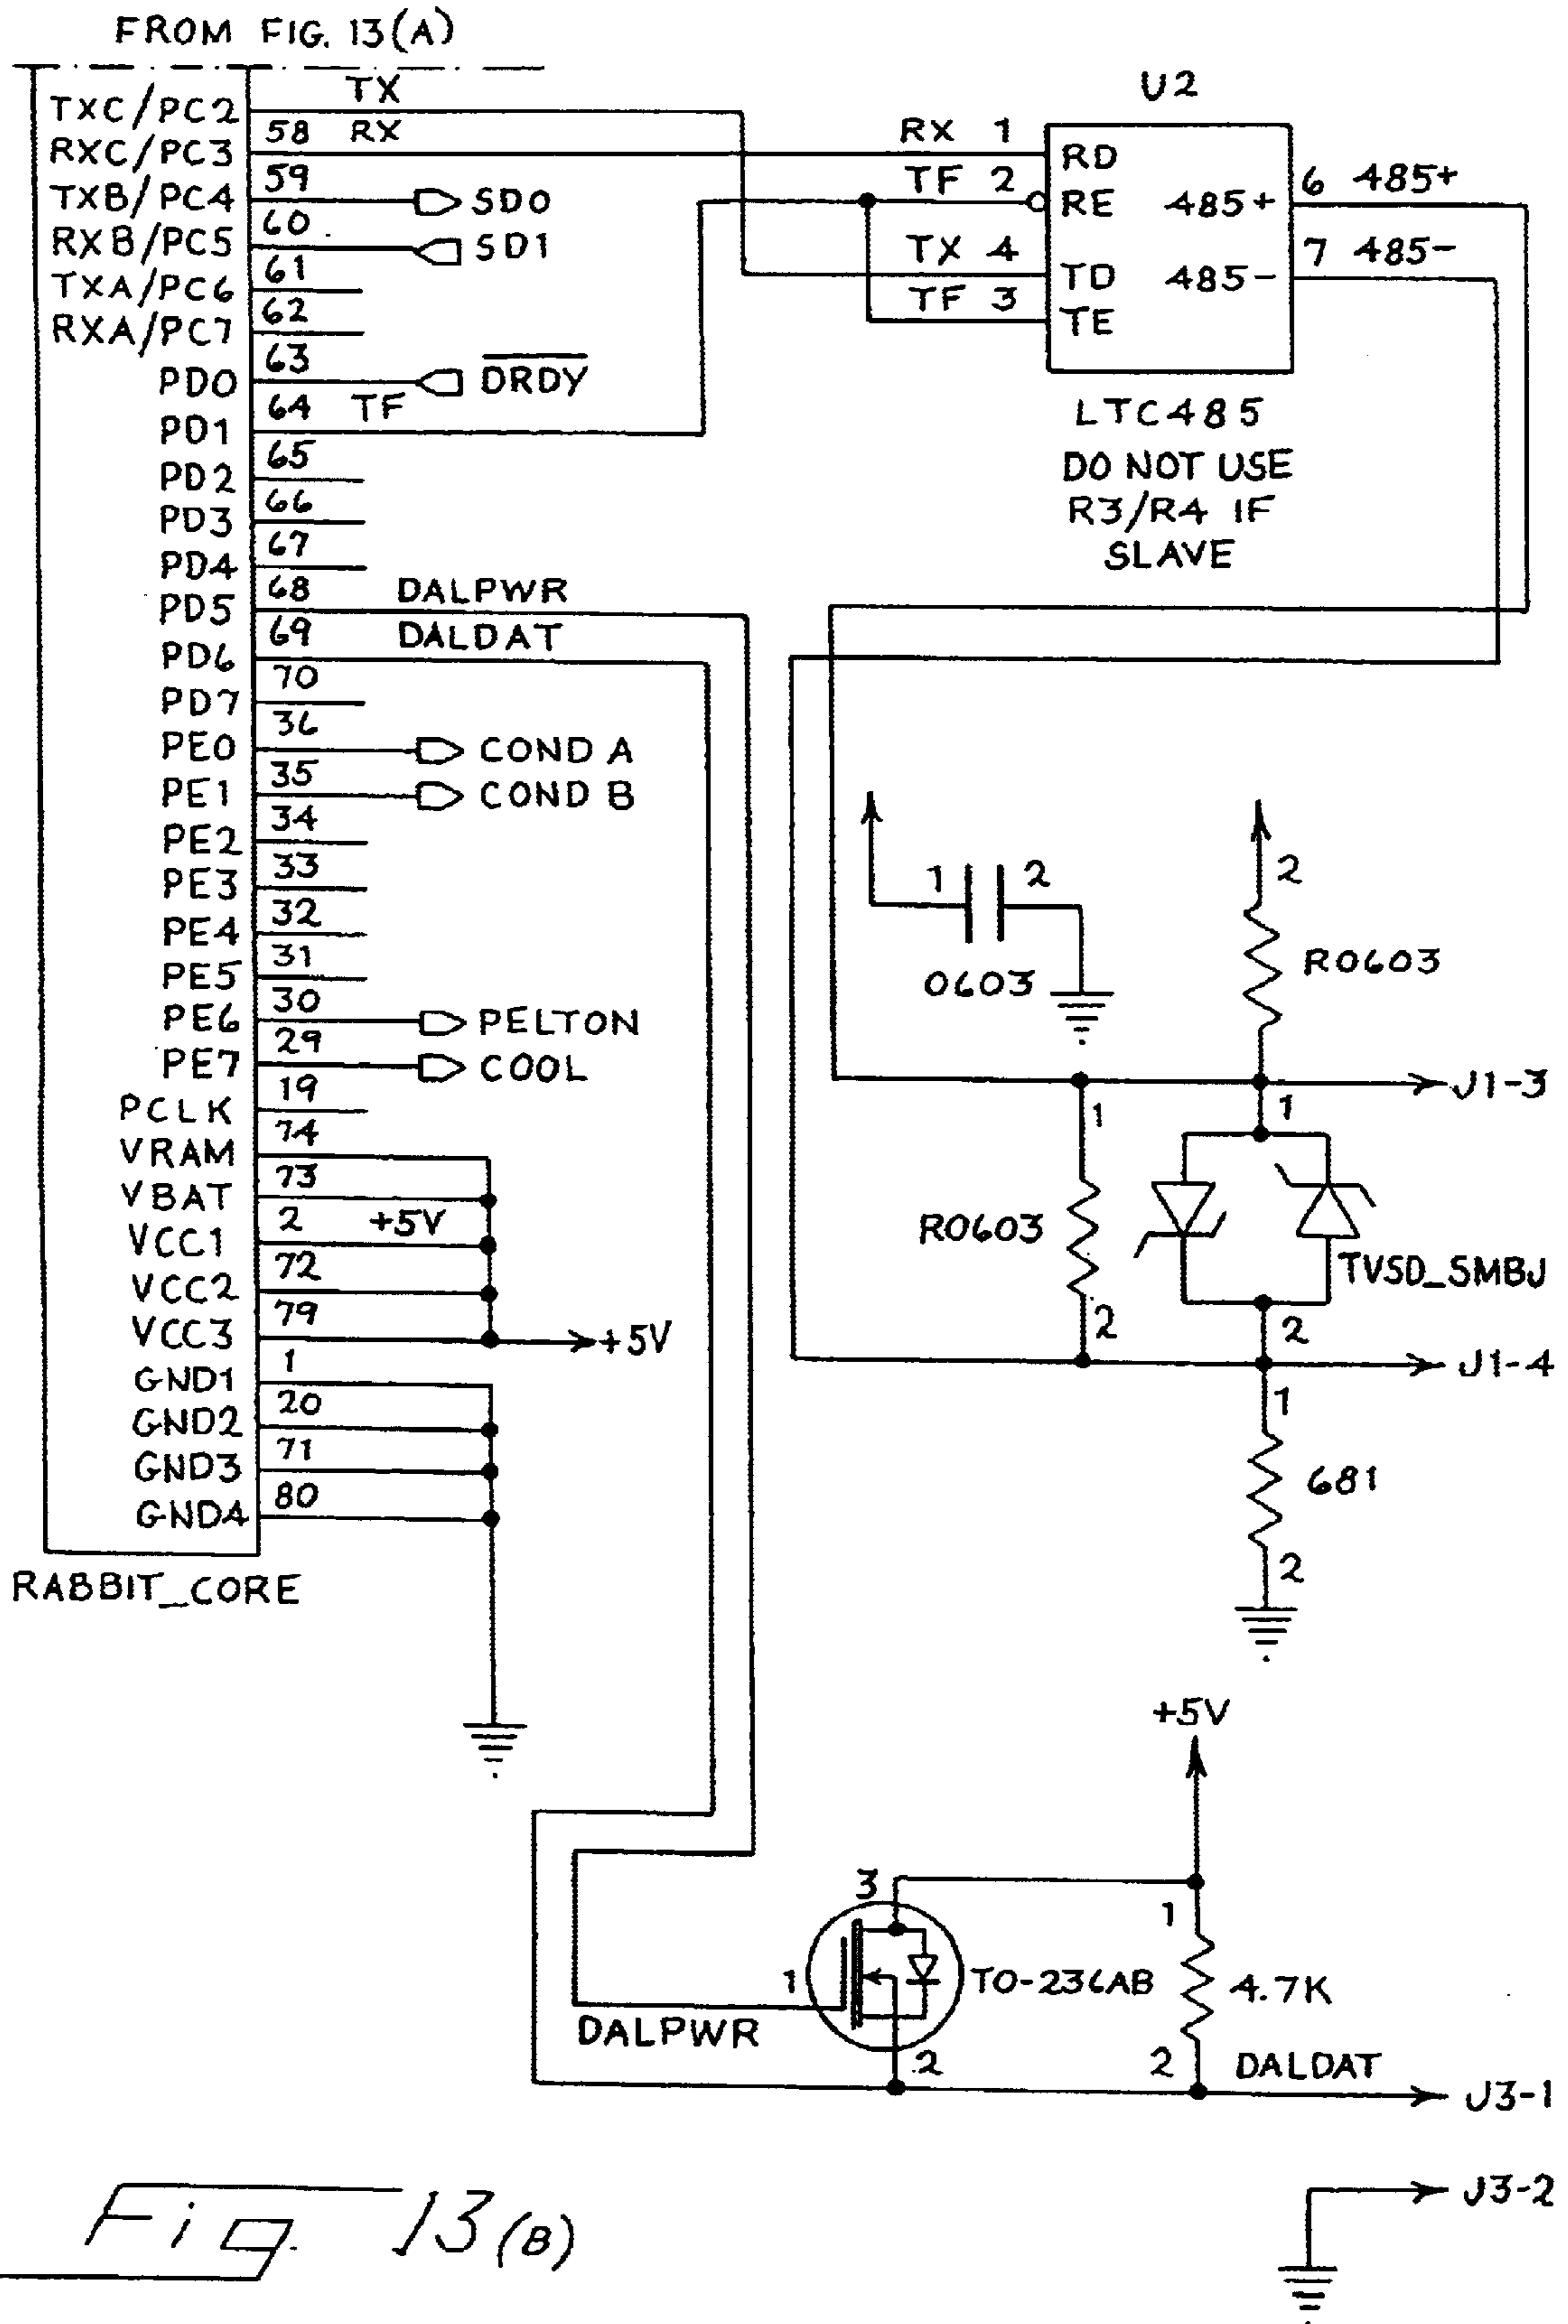 FROM FIG. 13(A)
TXC/PC2
TX
58
RX
RXC/PC3
59
TXB/PC4
SD0
60
RXB/PC5
SD1
61
TXA/PC6
62
RXA/PC7
63
PD0
DRDY
64
TF
PD1
65
PD2
66
PD3
67
PD4
68
DALPWR
PD5
69
DALDAT
PD6
70
PD7
36
PE0
COND A
35
PE1
COND B
34
PE2
33
PE3
32
PE4
31
PE5
30
PE6
PELTON
29
PE7
COOL
19
PCLK
74
VRAM
73
VBAT
2
+5V
VCC1
72
VCC2
79
VCC3
+5V
1
GND1
20
GND2
71
GND3
80
GND4
RABBIT_CORE
U2
RX 1
RD
TF 2
RE
485+
6 485+
TX 4
TD
485-
7 485-
TF 3
TE
LTC485
DO NOT USE
R3/R4 IF
SLAVE
1
2
0603
2
R0603
J1-3
1
1
R0603
TVSD_SMBJ
2
2
J1-4
1
681
2
+5V
3
1
1
TO-236AB
4.7K
DALPWR
2
2
DALDAT
J3-1
J3-2
Fig. 13(B)